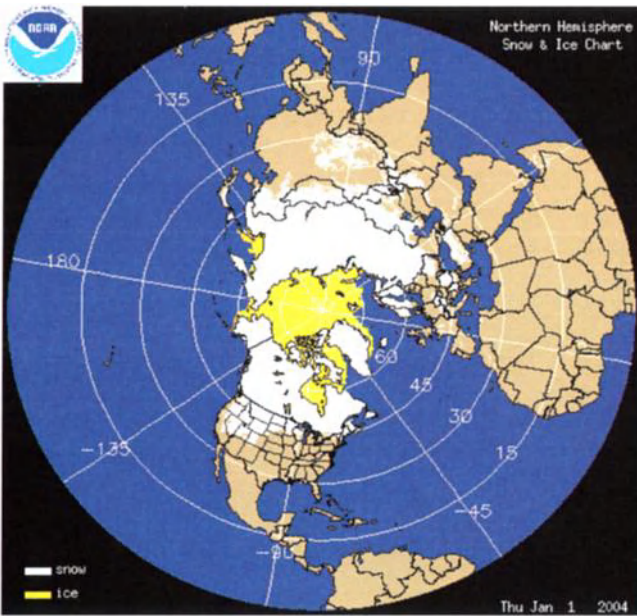 NOAA
Northern Hemisphere
Snow & Ice Chart
90
135
180
60
45
30
15
-135
-45
-90
snow
ice
Thu Jan 1 2004